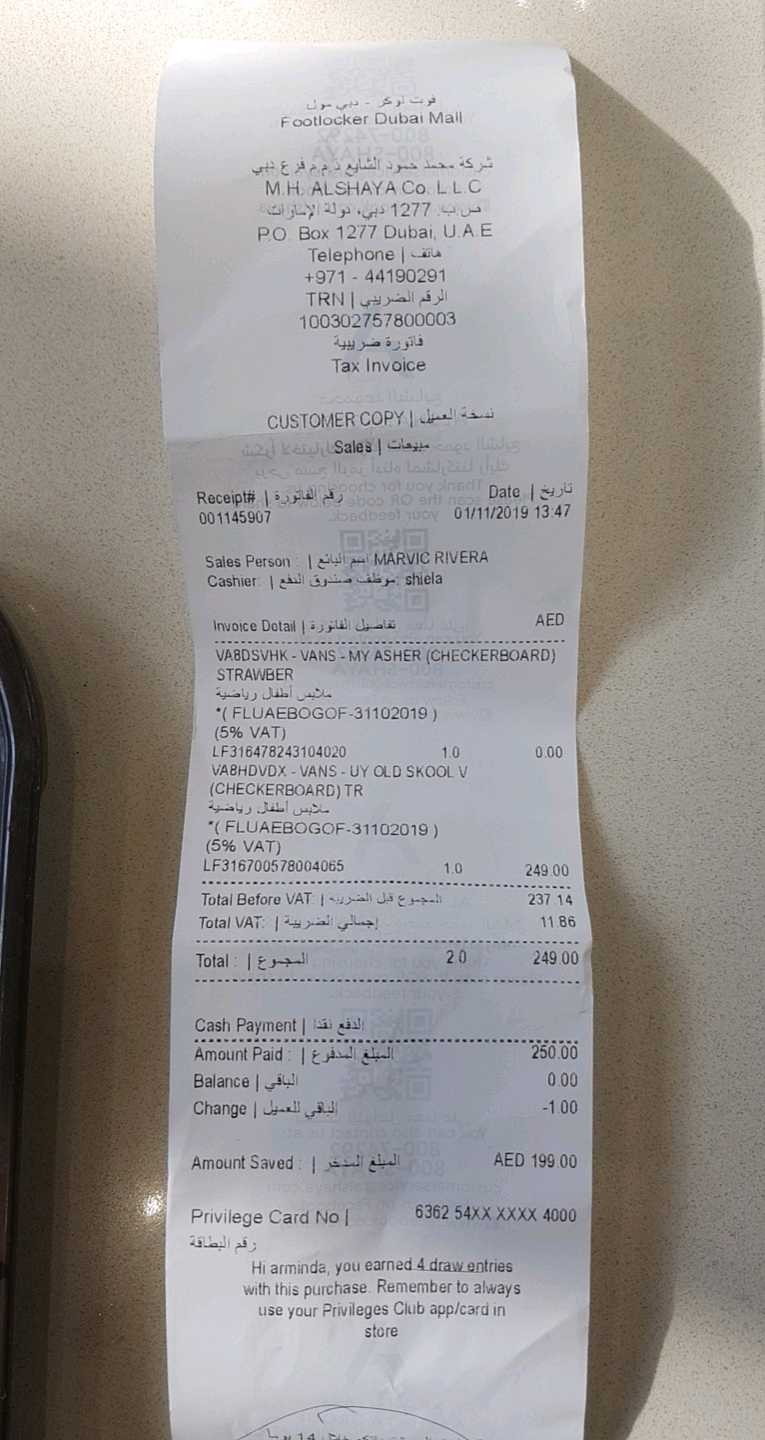 فوت لوكر - دبي مول
Footlocker Dubai Mall
شركة محمد حمود الشايع ذ.م.م فرع دبي
M.H. ALSHAYA Co. L.L.C
ص.ب. 1277 دبي، دولة الإمارات
P.O. Box 1277 Dubai, U.A.E
Telephone | هاتف
+971 - 44190291
TRN | الرقم الضريبي
100302757800003
فاتورة ضريبية
Tax Invoice
CUSTOMER COPY | نسخة العميل
Sales | مبيعات
Receipt# | رقم الفاتورة Date | تاريخ
001145907 01/11/2019 13:47
Sales Person : | اسم البائع MARVIC RIVERA
Cashier: | موظف صندوق الدفع: shiela
Invoice Detail | تفاصيل الفاتورة AED
VA8DSVHK - VANS - MY ASHER (CHECKERBOARD)
STRAWBER
ملابس أطفال رياضية
*( FLUAEBOGOF-31102019 )
(5% VAT)
LF316478243104020 1.0 0.00
VA8HDVDX - VANS - UY OLD SKOOL V
(CHECKERBOARD) TR
ملابس أطفال رياضية
*( FLUAEBOGOF-31102019 )
(5% VAT)
LF316700578004065 1.0 249.00
Total Before VAT: | المجموع قبل الضريبه 237.14
Total VAT: | إجمالي الضريبية 11.86
Total : | المجموع 2.0 249.00
Cash Payment | الدفع نقدا
Amount Paid : | المبلغ المدفوع 250.00
Balance | الباقي 0.00
Change | الباقي للعميل -1.00
Amount Saved : | المبلغ المدخر AED 199.00
Privilege Card No | 6362 54XX XXXX 4000
رقم البطاقة
Hi arminda, you earned 4 draw entries
with this purchase. Remember to always
use your Privileges Club app/card in
store